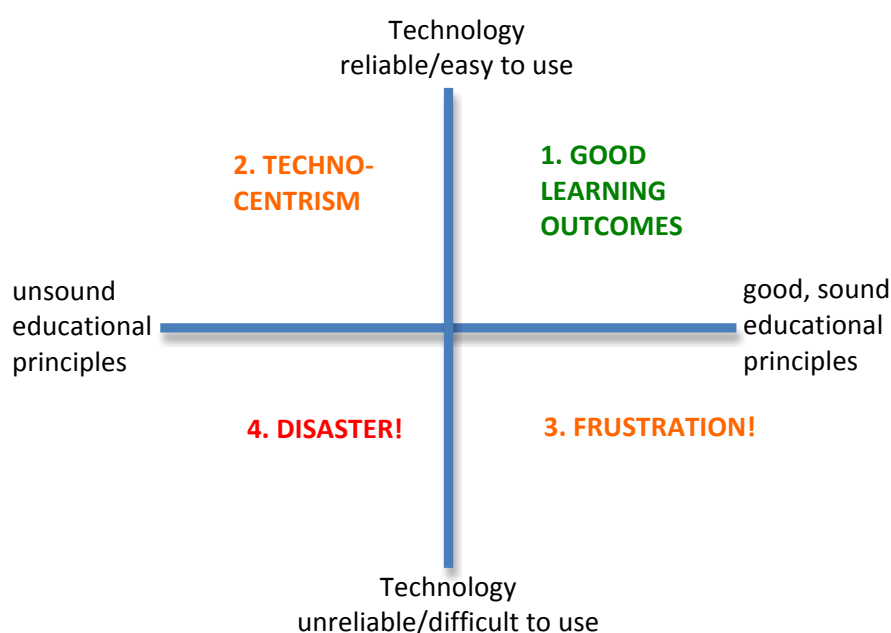 Technology
reliable/easy to use
2. TECHNO-
CENTRISM
1. GOOD
LEARNING
OUTCOMES
unsound
educational
principles
good, sound
educational
principles
4. DISASTER!
3. FRUSTRATION!
Technology
unreliable/difficult to use